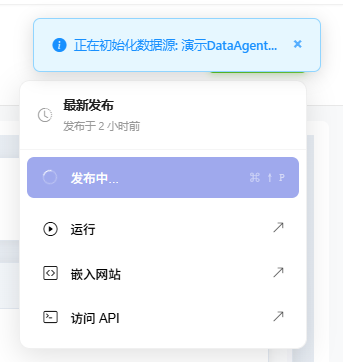 正在初始化数据源: 演示DataAgent...
最新发布
发布于 2 小时前
发布中... ⌘ ⇧ P
运行
嵌入网站
访问 API